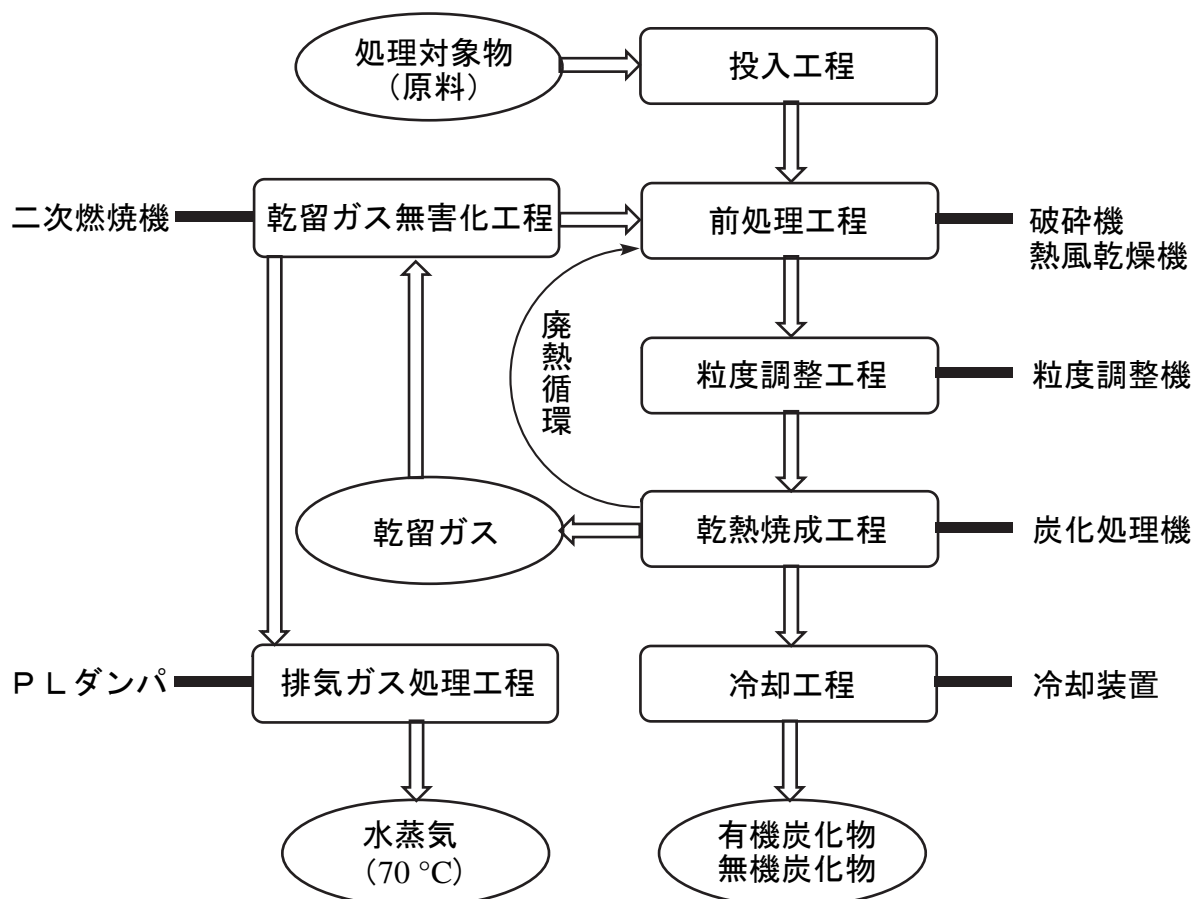 処理対象物
（原料）
投入工程
二次燃焼機
乾留ガス無害化工程
前処理工程
破砕機
熱風乾燥機
廃熱循環
粒度調整工程
粒度調整機
乾留ガス
乾熱焼成工程
炭化処理機
ＰＬダンパ
排気ガス処理工程
冷却工程
冷却装置
水蒸気
（70 °C）
有機炭化物
無機炭化物